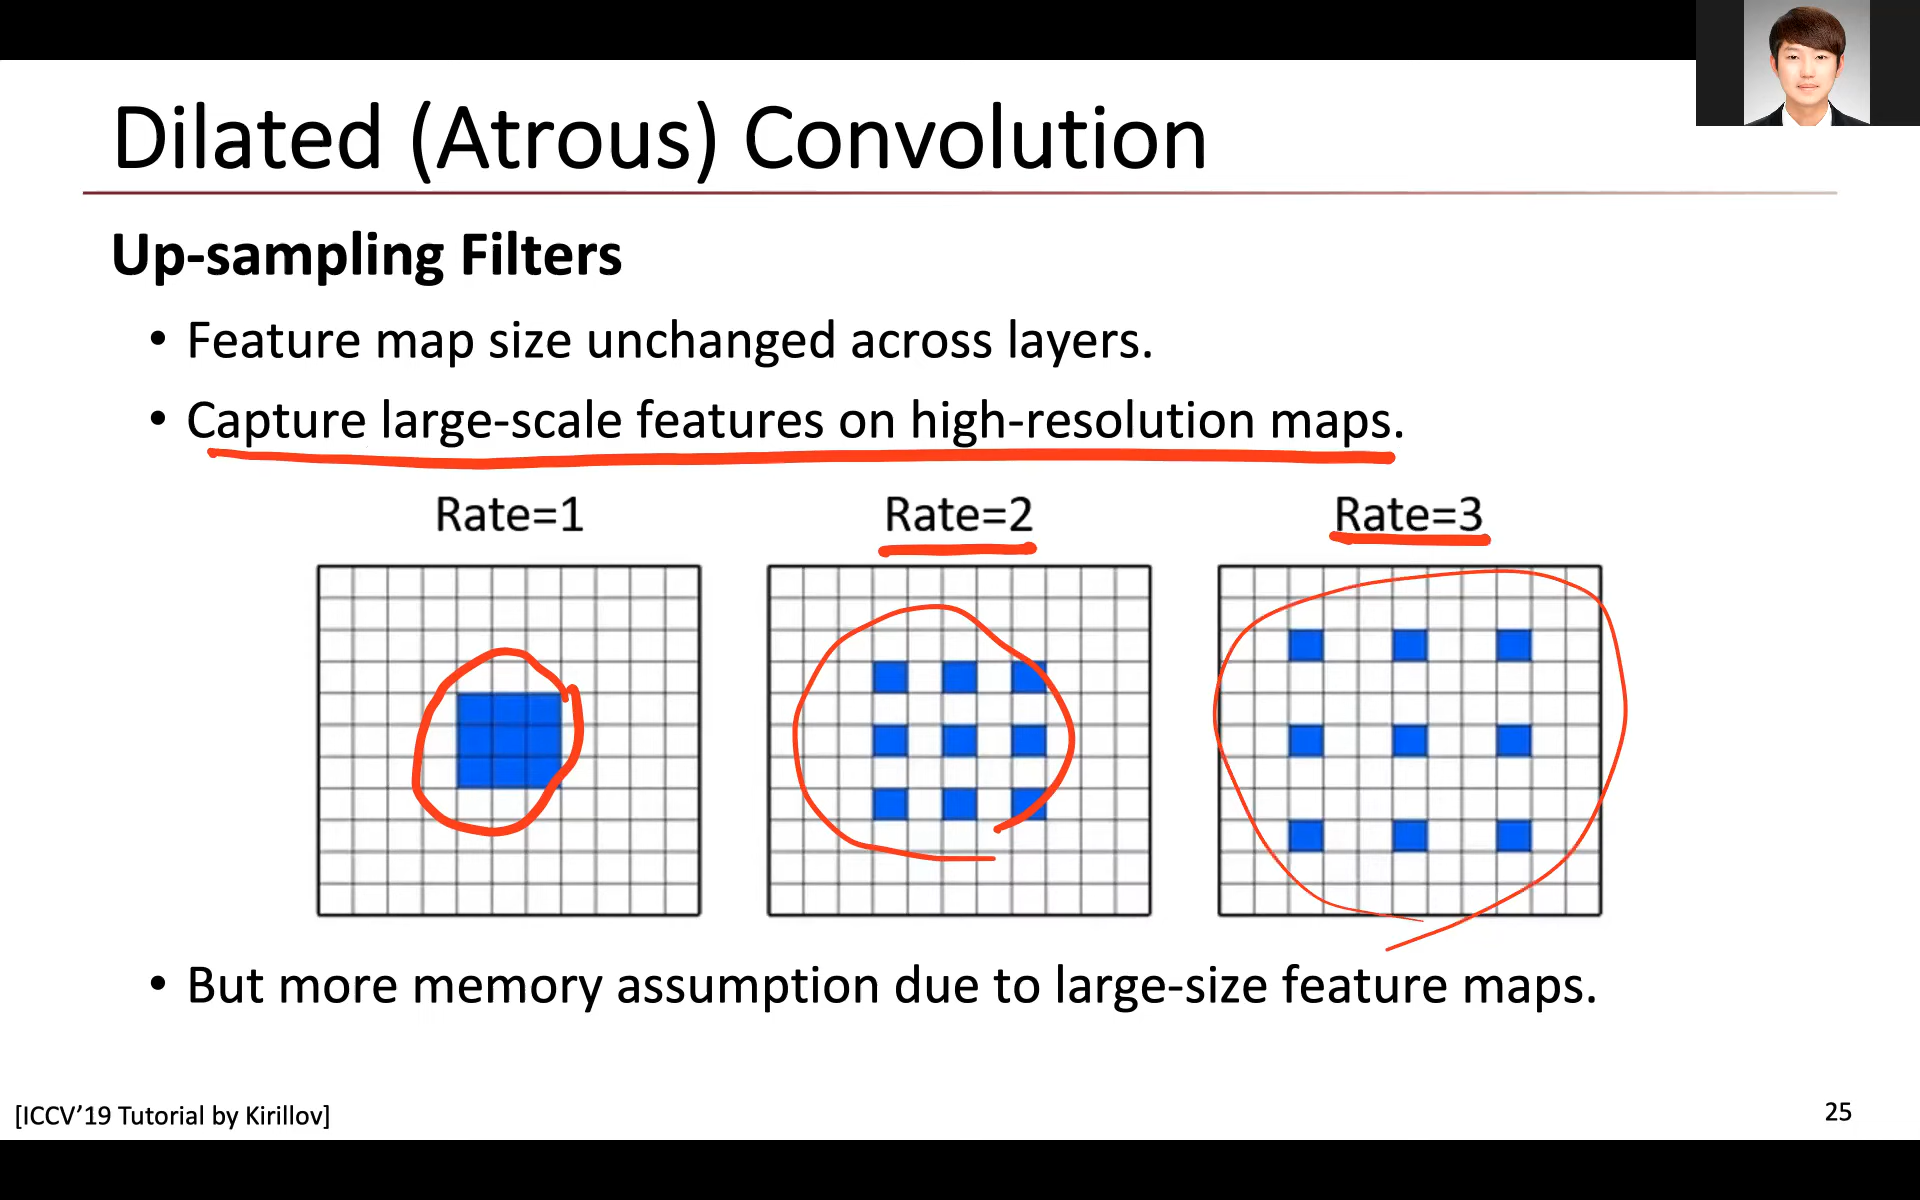 Dilated (Atrous) Convolution
Up-sampling Filters
• Feature map size unchanged across layers.
• Capture large-scale features on high-resolution maps.
Rate=1 Rate=2 Rate=3
• But more memory assumption due to large-size feature maps.
[ICCV’19 Tutorial by Kirillov] 25